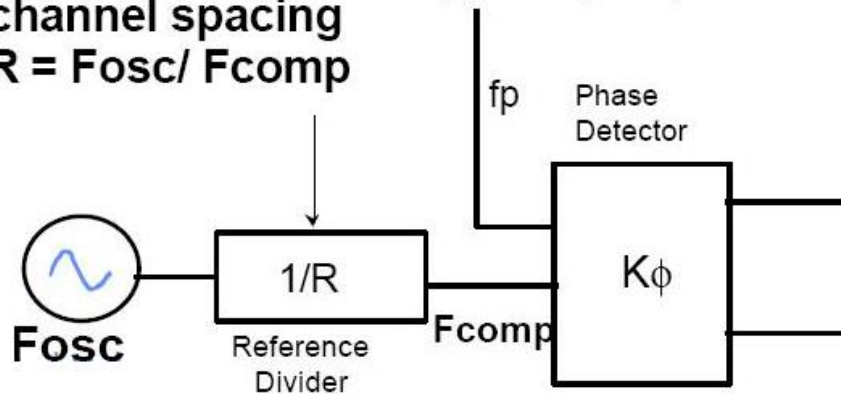 channel spacing
R = Fosc/ Fcomp
fp
Phase
Detector
1/R
Kϕ
Fosc
Fcomp
Reference
Divider